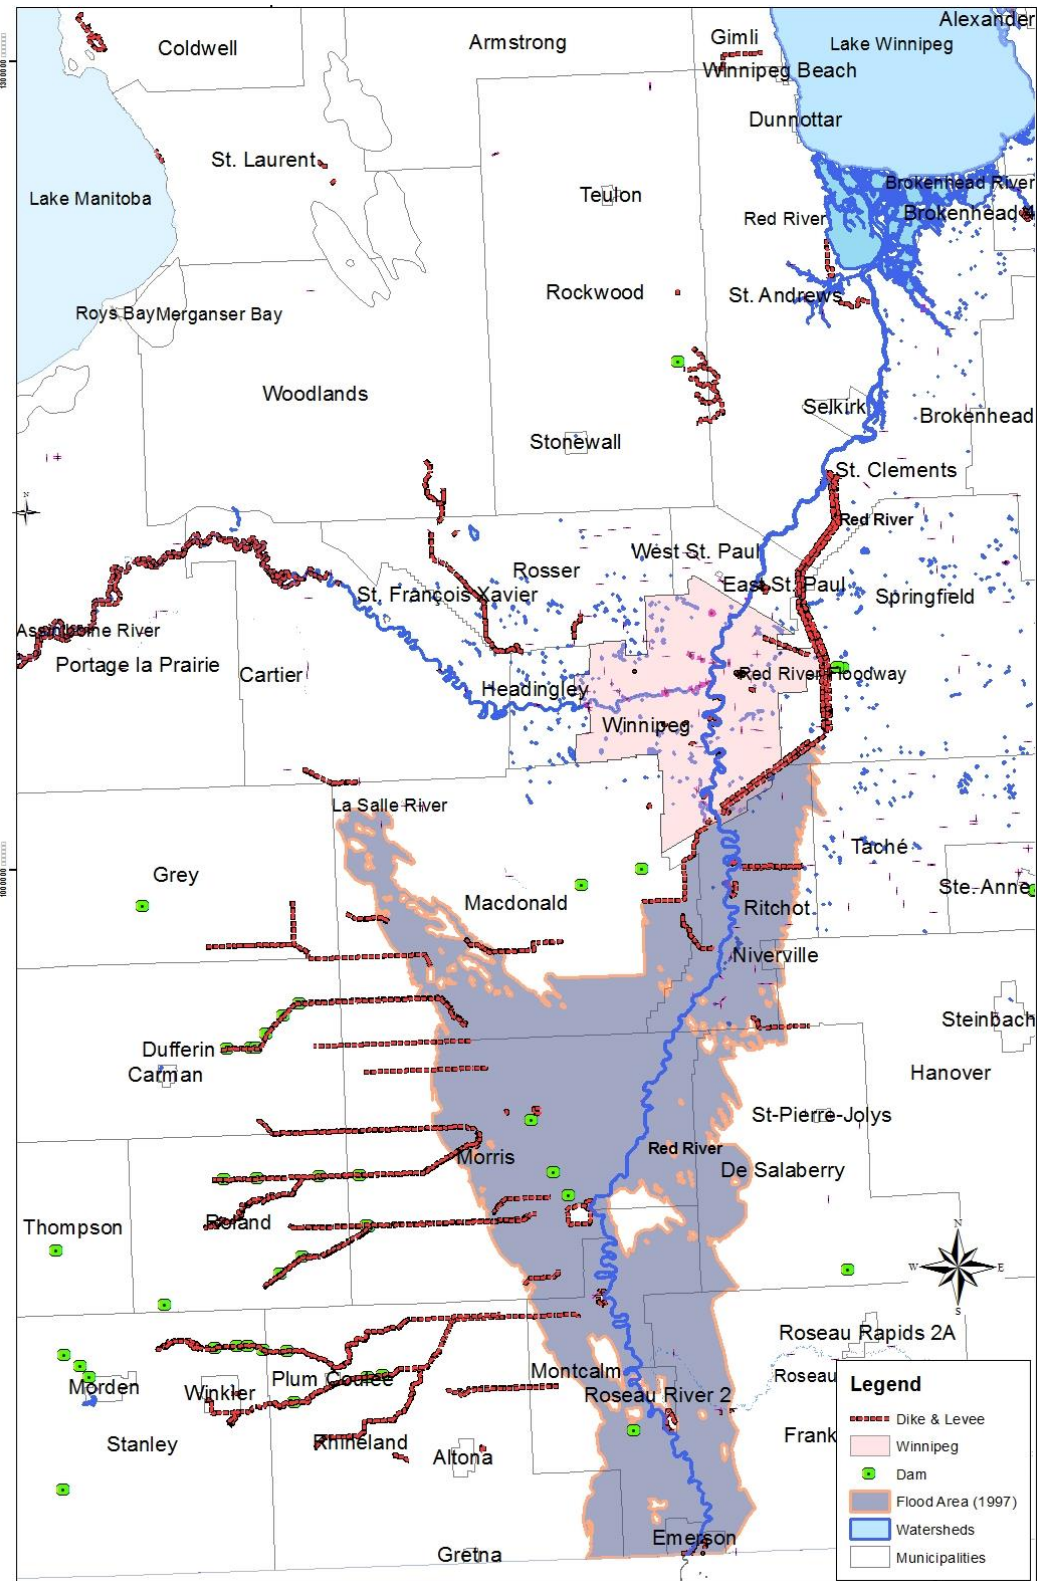 Alexander
Gimli
Coldwell
Armstrong
Lake Winnipeg
Winnipeg Beach
Dunnottar
St. Laurent
Brokenhead River
Lake Manitoba
Teulon
Red River
Brokenhead 4
Rockwood
St. Andrews
Roys Bay
Merganser Bay
Woodlands
Selkirk
Brokenhead
Stonewall
St. Clements
N
Red River
West St. Paul
Rosser
East St. Paul
St. François Xavier
Springfield
Assiniboine River
Portage la Prairie
Cartier
Red River Floodway
Headingley
Winnipeg
La Salle River
Taché
Grey
Ste. Anne
Macdonald
Ritchot
Niverville
Steinbach
Dufferin
Carman
Hanover
St-Pierre-Jolys
Red River
Morris
De Salaberry
Thompson
Roland
N
W
E
S
Roseau Rapids 2A
Montcalm
Roseau
Plum Coulee
Morden
Winkler
Roseau River 2
Stanley
Rhineland
Altona
Frank
Emerson
Gretna
Legend
Dike & Levee
Winnipeg
Dam
Flood Area (1997)
Watersheds
Municipalities